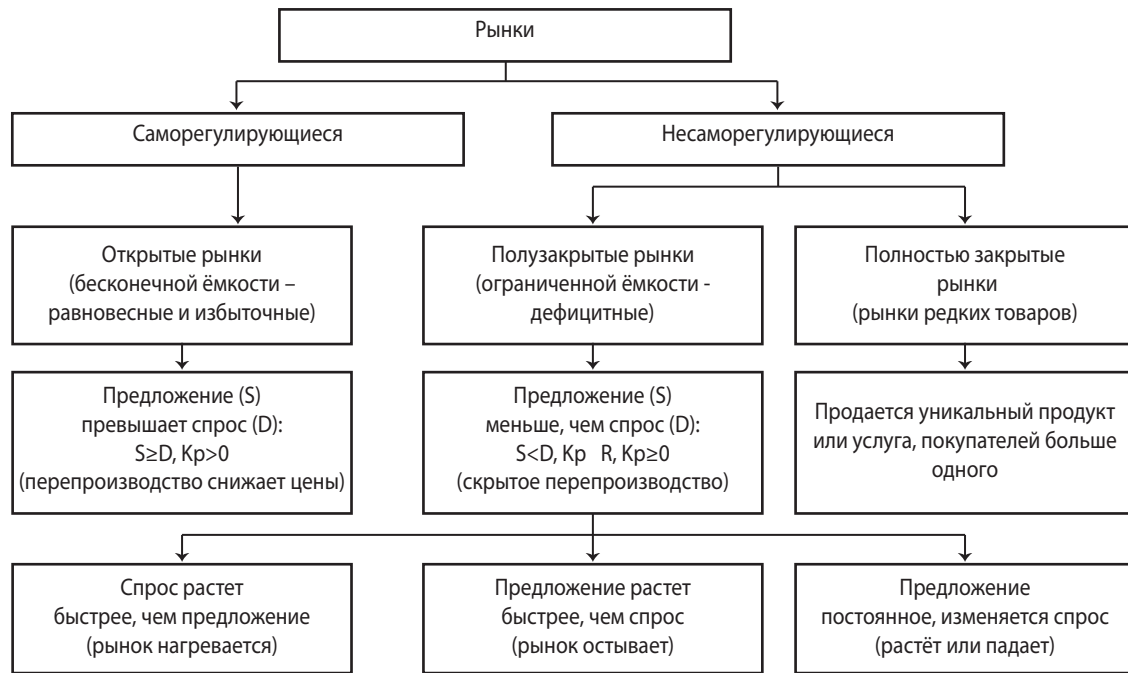 Рынки
Саморегулирующиеся
Несаморегулирующиеся
Открытые рынки
(бесконечной ёмкости –
равновесные и избыточные)
Полузакрытые рынки
(ограниченной ёмкости -
дефицитные)
Полностью закрытые
рынки
(рынки редких товаров)
Предложение (S)
превышает спрос (D):
S≥D, Kp>0
(перепроизводство снижает цены)
Предложение (S)
меньше, чем спрос (D):
S<D, Kp R, Kp≥0
(скрытое перепроизводство)
Продается уникальный продукт
или услуга, покупателей больше
одного
Спрос растет
быстрее, чем предложение
(рынок нагревается)
Предложение растет
быстрее, чем спрос
(рынок остывает)
Предложение
постоянное, изменяется спрос
(растёт или падает)